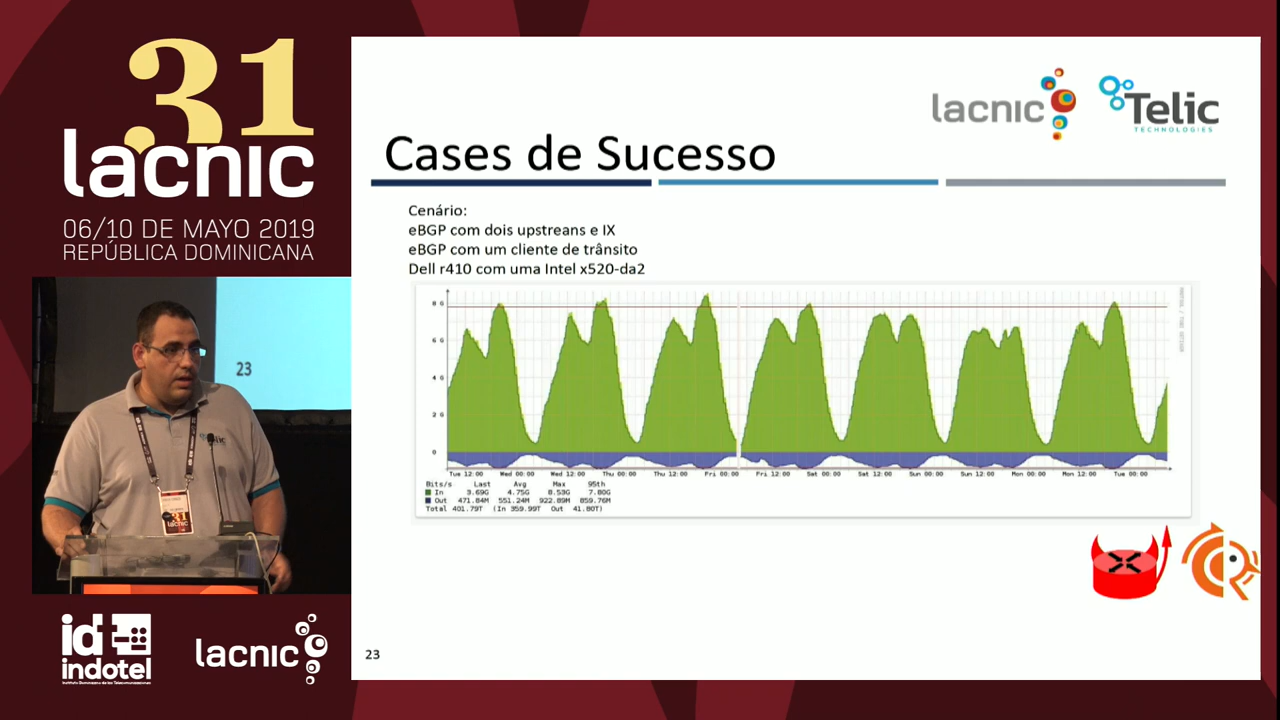 31
lacnic
06/10 DE MAYO 2019
REPÚBLICA DOMINICANA
lacnic
Telic
TECHNOLOGIES
Cases de Sucesso
Cenário:
eBGP com dois upstreans e IX
eBGP com um cliente de trânsito
Dell r410 com uma Intel x520-da2
8 G
6 G
4 G
2 G
0
Tue 12:00 Wed 00:00 Wed 12:00 Thu 00:00 Thu 12:00 Fri 00:00 Fri 12:00 Sat 00:00 Sat 12:00 Sun 00:00 Sun 12:00 Mon 00:00 Mon 12:00 Tue 00:00
Bits/s Last Avg Max 95th
In 3.69G 4.75G 8.53G 7.80G
Out 471.84M 551.24M 922.89M 859.76M
Total 401.79T (In 359.99T Out 41.80T)
23
Telic
31
lacnic
id
indotel
lacnic
23